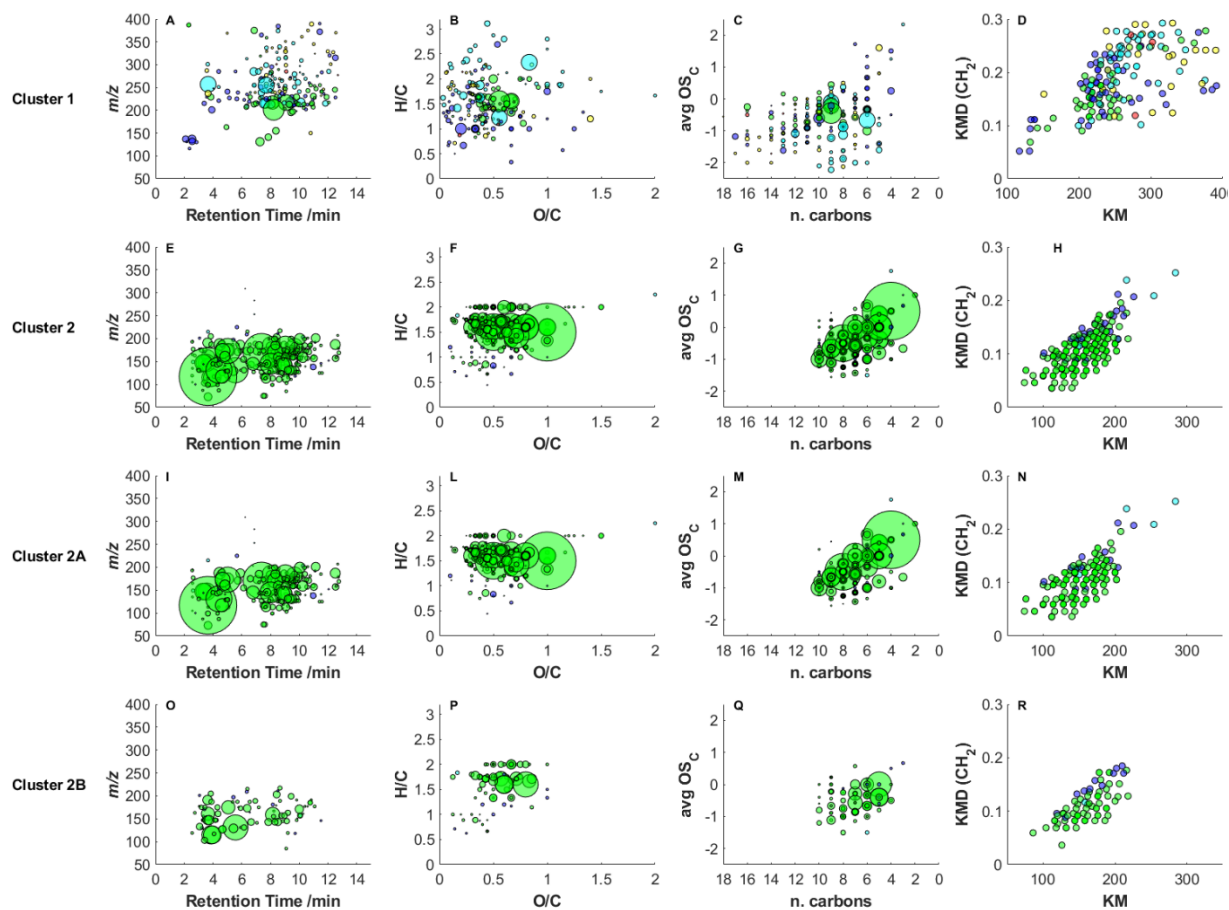 A B C D
400 350 300 250 200 150 100 50
m/z
0 2 4 6 8 10 12 14
Retention Time /min
3 2.5 2 1.5 1 0.5 0
H/C
0 0.5 1 1.5 2
O/C
2 1 0 -1 -2
avg OSC
18 16 14 12 10 8 6 4 2 0
n. carbons
0.3 0.2 0.1 0
KMD (CH2)
100 200 300 400
KM
Cluster 1
E F G H
400 350 300 250 200 150 100 50
m/z
0 2 4 6 8 10 12 14
Retention Time /min
3 2.5 2 1.5 1 0.5 0
H/C
0 0.5 1 1.5 2
O/C
2 1 0 -1 -2
avg OSC
18 16 14 12 10 8 6 4 2 0
n. carbons
0.3 0.2 0.1 0
KMD (CH2)
100 200 300
KM
Cluster 2
I L M N
400 350 300 250 200 150 100 50
m/z
0 2 4 6 8 10 12 14
Retention Time /min
3 2.5 2 1.5 1 0.5 0
H/C
0 0.5 1 1.5 2
O/C
2 1 0 -1 -2
avg OSC
18 16 14 12 10 8 6 4 2 0
n. carbons
0.3 0.2 0.1 0
KMD (CH2)
100 200 300
KM
Cluster 2A
O P Q R
400 350 300 250 200 150 100 50
m/z
0 2 4 6 8 10 12 14
Retention Time /min
3 2.5 2 1.5 1 0.5 0
H/C
0 0.5 1 1.5 2
O/C
2 1 0 -1 -2
avg OSC
18 16 14 12 10 8 6 4 2 0
n. carbons
0.3 0.2 0.1 0
KMD (CH2)
100 200 300
KM
Cluster 2B